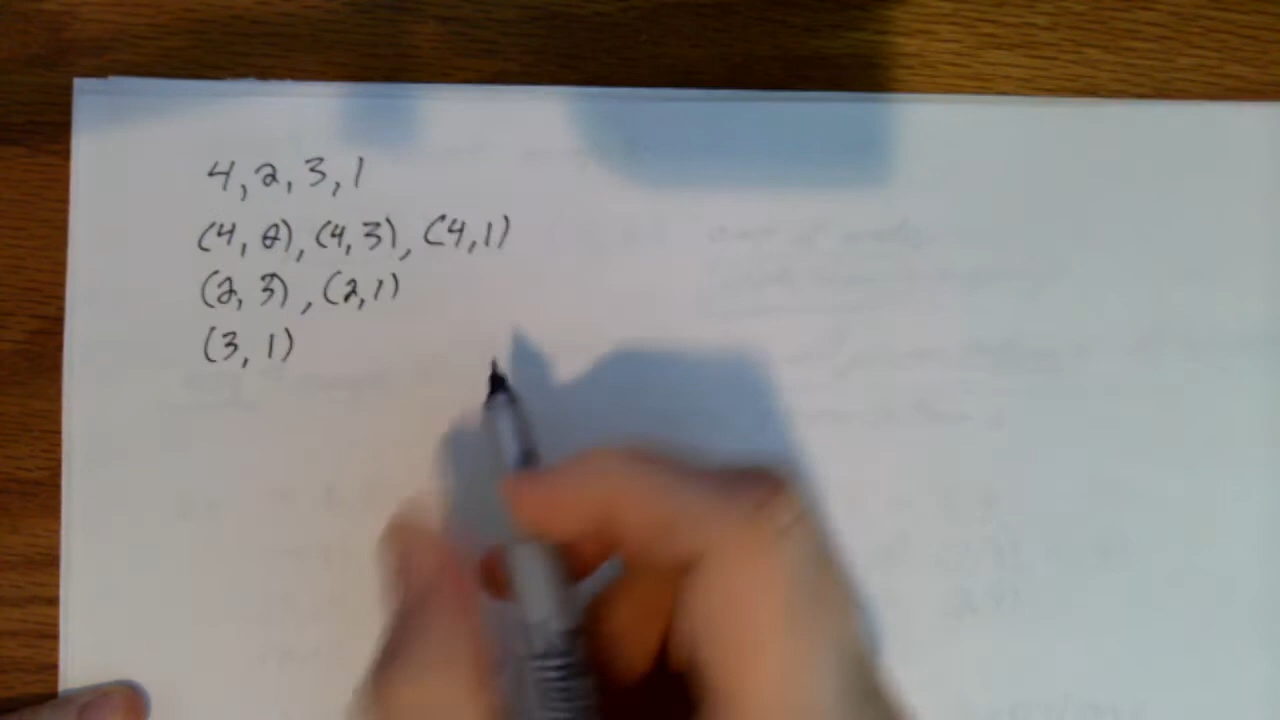 4, 2, 3, 1
(4, 2), (4, 3), (4, 1)
(2, 3), (2, 1)
(3, 1)